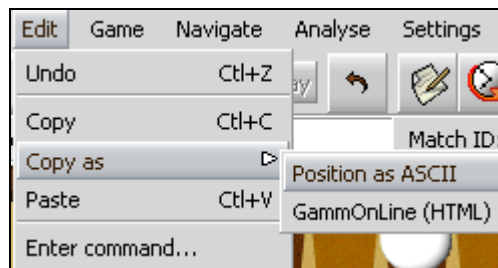 Edit Game Navigate Analyse Settings
Undo Ctl+Z
Copy Ctl+C
Match ID:
Copy as
Position as ASCII
Paste Ctl+V
GammOnLine (HTML)
Enter command...